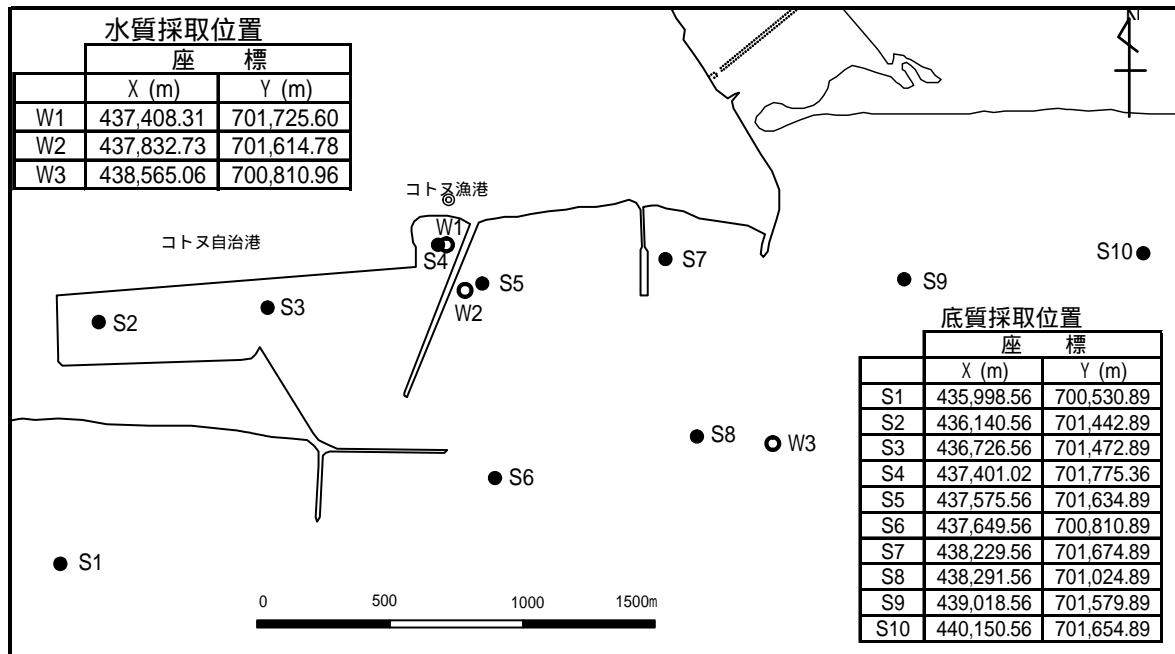 水質採取位置
座 標
X (m) Y (m)
W1 437,408.31 701,725.60
W2 437,832.73 701,614.78
W3 438,565.06 700,810.96
コトヌ漁港
コトヌ自治港
W1
S4
S5
W2
S3
S2
S7
S10
S9
S8
W3
S6
S1
底質採取位置
座 標
X (m) Y (m)
S1 435,998.56 700,530.89
S2 436,140.56 701,442.89
S3 436,726.56 701,472.89
S4 437,401.02 701,775.36
S5 437,575.56 701,634.89
S6 437,649.56 700,810.89
S7 438,229.56 701,674.89
S8 438,291.56 701,024.89
S9 439,018.56 701,579.89
S10 440,150.56 701,654.89
0 500 1000 1500m